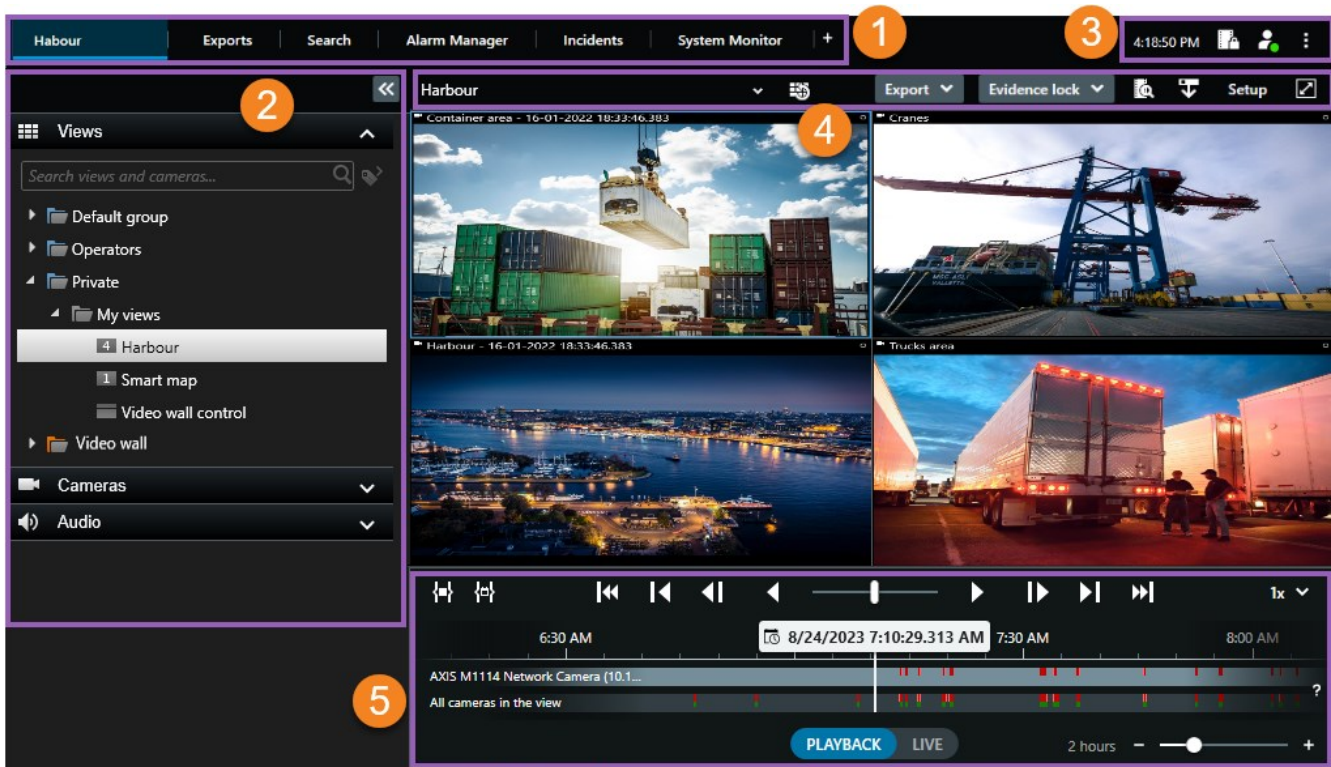 Habour Exports Search Alarm Manager Incidents System Monitor + 1 3 4:18:50 PM
2 Harbour Export Evidence lock Setup
Views
Search views and cameras...
Default group
Operators
Private
My views
4 Harbour
1 Smart map
Video wall control
Video wall
Cameras
Audio
Container area - 16-01-2022 18:33:46.383
4
Cranes
MSC ADLY
VALLETTA
Harbour - 16-01-2022 18:33:46.383
Trucks area
1x
6:30 AM 8/24/2023 7:10:29.313 AM 7:30 AM 8:00 AM
AXIS M1114 Network Camera (10.1...
5 All cameras in the view ?
PLAYBACK LIVE 2 hours - +